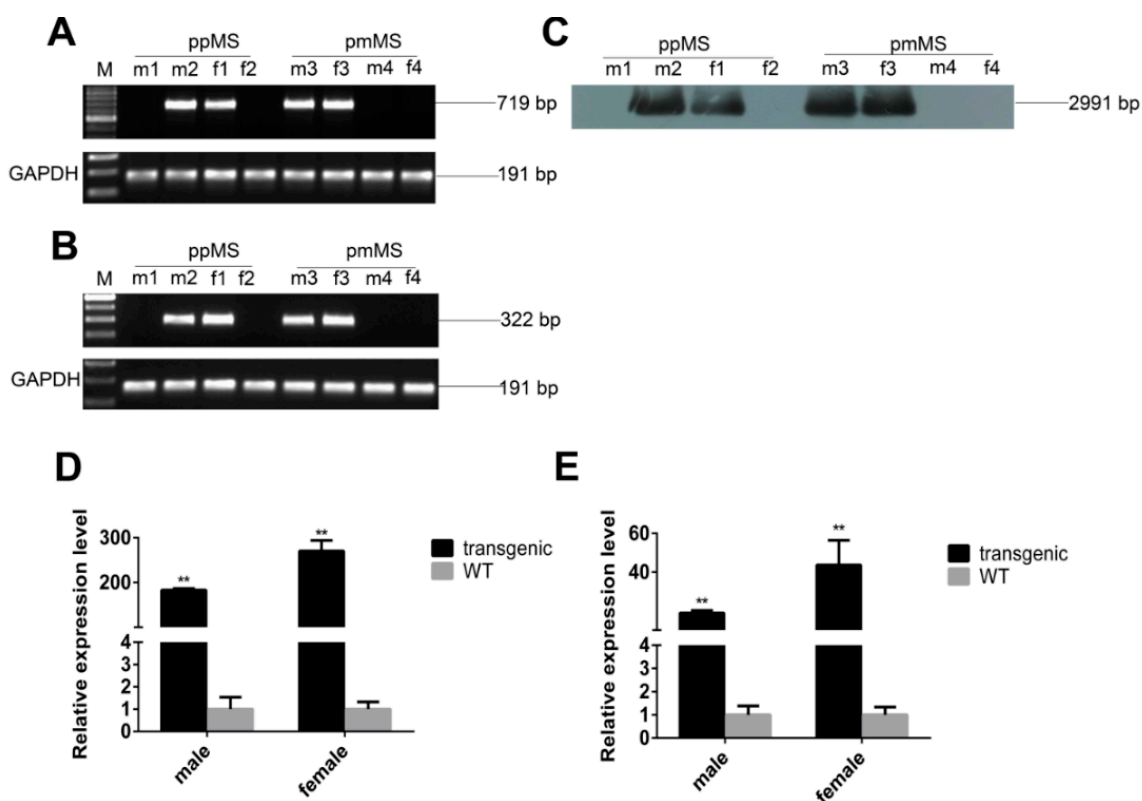 A
ppMS pmMS
M m1 m2 f1 f2 m3 f3 m4 f4
719 bp
GAPDH 191 bp
B
ppMS pmMS
M m1 m2 f1 f2 m3 f3 m4 f4
322 bp
GAPDH 191 bp
C
ppMS pmMS
m1 m2 f1 f2 m3 f3 m4 f4
2991 bp
D
Relative expression level
300
200
4
3
2
1
0
** **
male female
transgenic
WT
E
Relative expression level
60
40
4
3
2
1
0
** **
male female
transgenic
WT